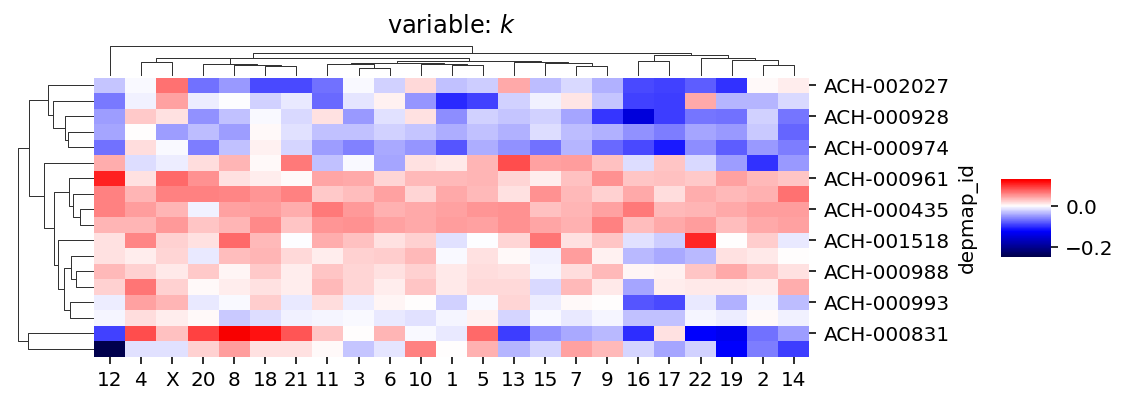 variable: k
ACH-002027
ACH-000928
ACH-000974
ACH-000961
ACH-000435
ACH-001518
ACH-000988
ACH-000993
ACH-000831
depmap_id
0.0
−0.2
12 4 X 20 8 18 21 11 3 6 10 1 5 13 15 7 9 16 17 22 19 2 14